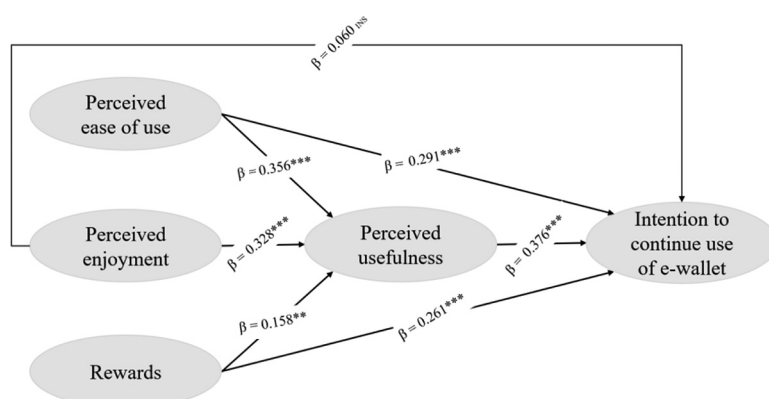 β = 0.060 INS
Perceived
ease of use
β = 0.356***
β = 0.291***
Perceived
enjoyment
β = 0.328***
Perceived
usefulness
β = 0.376***
Intention to
continue use
of e-wallet
β = 0.158**
β = 0.261***
Rewards